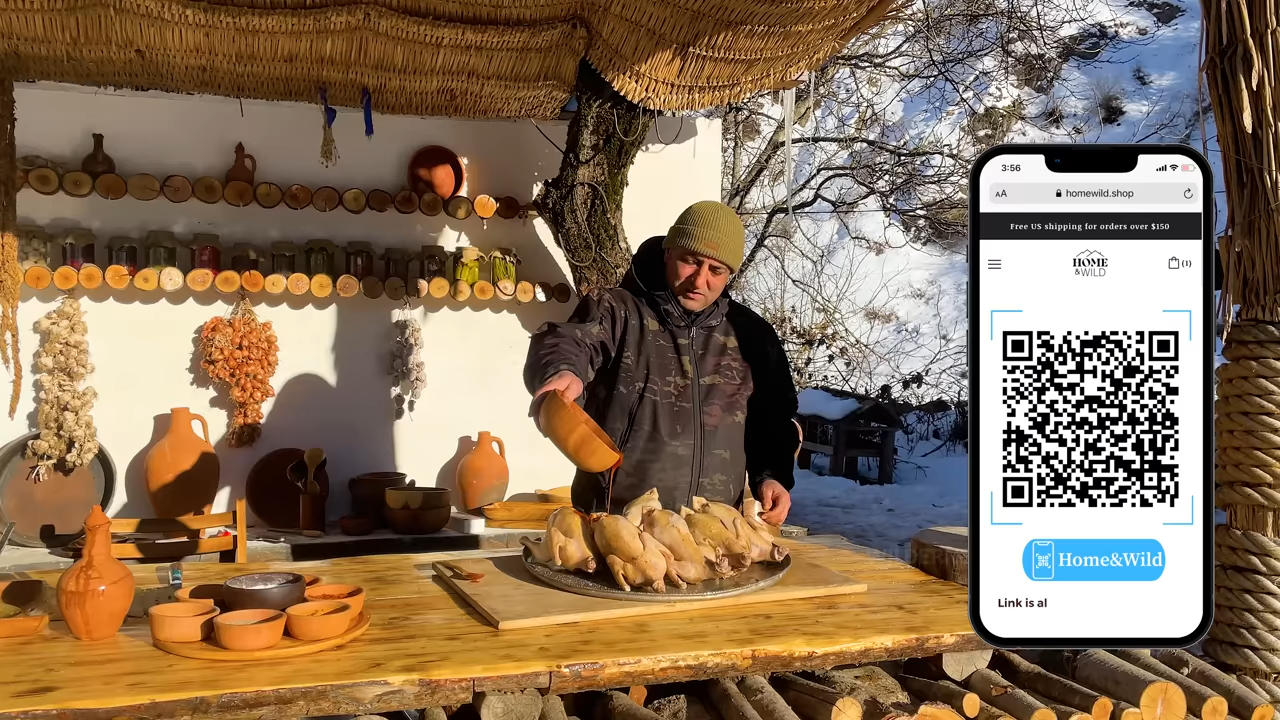 3:56
AA
homewild.shop
Free US shipping for orders over $150
HOME
&WILD
(1)
Home&Wild
Link is al